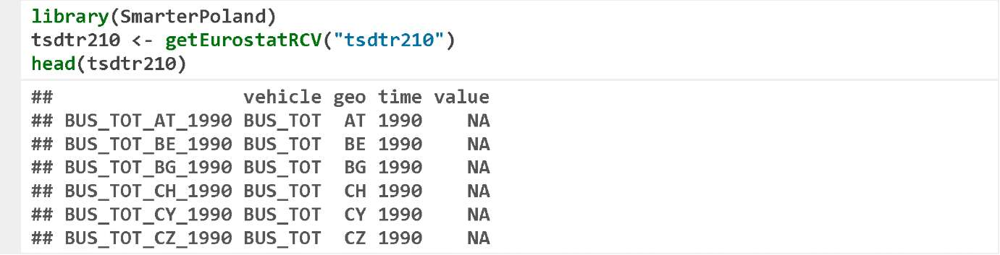 library(SmarterPoland)
tsdtr210 <- getEurostatRCV("tsdtr210")
head(tsdtr210)
##                 vehicle geo time value
## BUS_TOT_AT_1990 BUS_TOT  AT 1990    NA
## BUS_TOT_BE_1990 BUS_TOT  BE 1990    NA
## BUS_TOT_BG_1990 BUS_TOT  BG 1990    NA
## BUS_TOT_CH_1990 BUS_TOT  CH 1990    NA
## BUS_TOT_CY_1990 BUS_TOT  CY 1990    NA
## BUS_TOT_CZ_1990 BUS_TOT  CZ 1990    NA